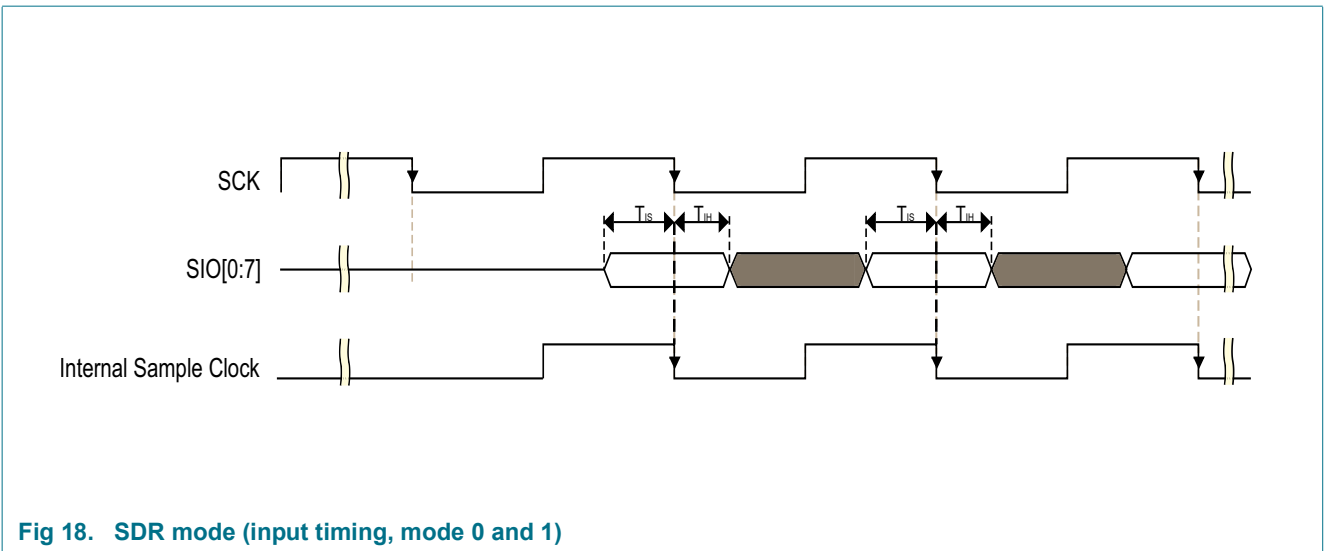 SCK
TIS TIH TIS TIH
SIO[0:7]
Internal Sample Clock
Fig 18. SDR mode (input timing, mode 0 and 1)